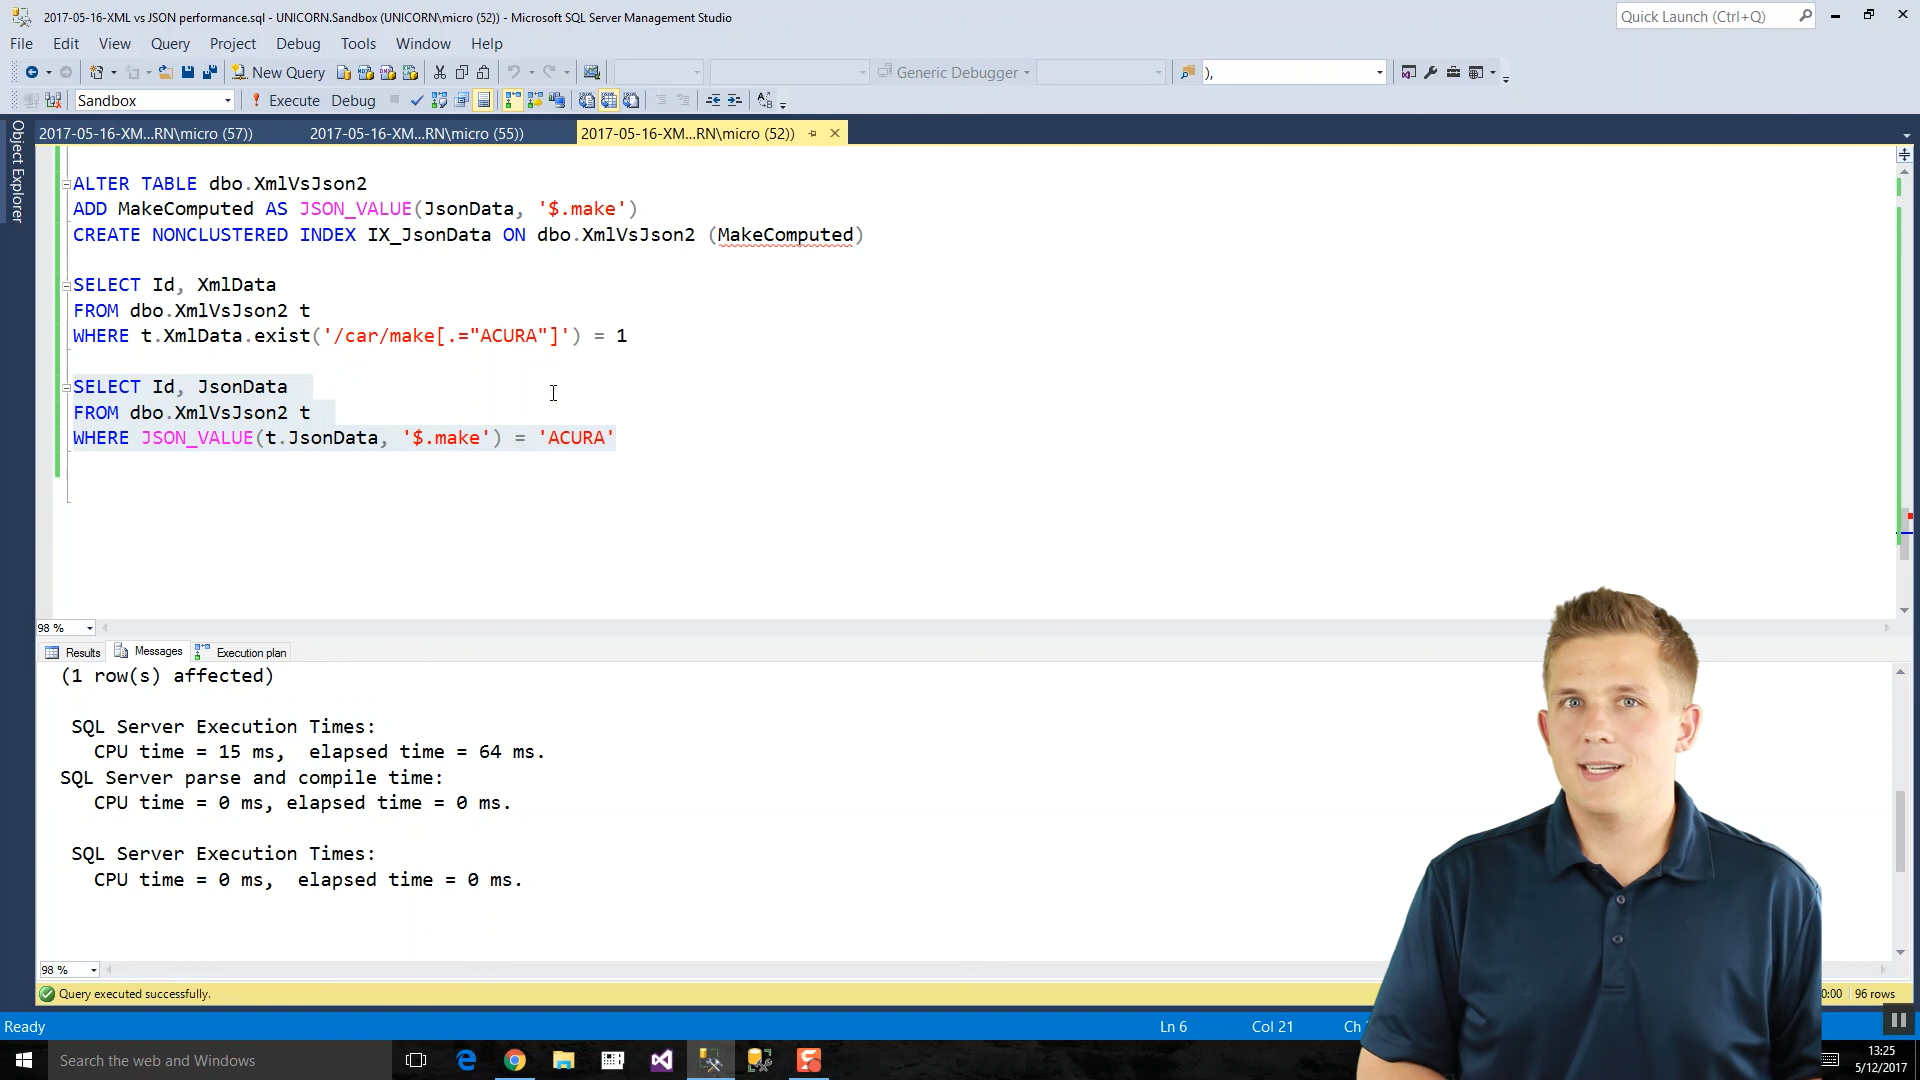 2017-05-16-XML vs JSON performance.sql - UNICORN.Sandbox (UNICORN\micro (52)) - Microsoft SQL Server Management Studio
Quick Launch (Ctrl+Q)
File Edit View Query Project Debug Tools Window Help
New Query
Generic Debugger
),
Sandbox
Execute Debug
2017-05-16-XM...RN\micro (57))
2017-05-16-XM...RN\micro (55))
2017-05-16-XM...RN\micro (52))
Object Explorer
ALTER TABLE dbo.XmlVsJson2
ADD MakeComputed AS JSON_VALUE(JsonData, '$.make')
CREATE NONCLUSTERED INDEX IX_JsonData ON dbo.XmlVsJson2 (MakeComputed)
SELECT Id, XmlData
FROM dbo.XmlVsJson2 t
WHERE t.XmlData.exist('/car/make[.="ACURA"]') = 1
SELECT Id, JsonData
FROM dbo.XmlVsJson2 t
WHERE JSON_VALUE(t.JsonData, '$.make') = 'ACURA'
98 %
Results Messages Execution plan
(1 row(s) affected)
SQL Server Execution Times:
CPU time = 15 ms,  elapsed time = 64 ms.
SQL Server parse and compile time:
CPU time = 0 ms, elapsed time = 0 ms.
SQL Server Execution Times:
CPU time = 0 ms,  elapsed time = 0 ms.
98 %
Query executed successfully.
0:00 96 rows
Ready
Ln 6
Col 21
Ch
Search the web and Windows
13:25
5/12/2017